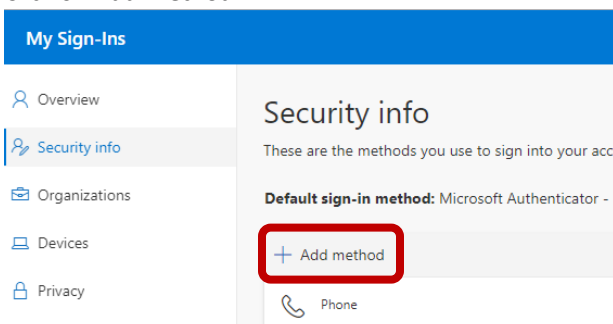 My Sign-Ins
Overview
Security info
Organizations
Devices
Privacy
Security info
These are the methods you use to sign into your acc
Default sign-in method: Microsoft Authenticator -
+ Add method
Phone